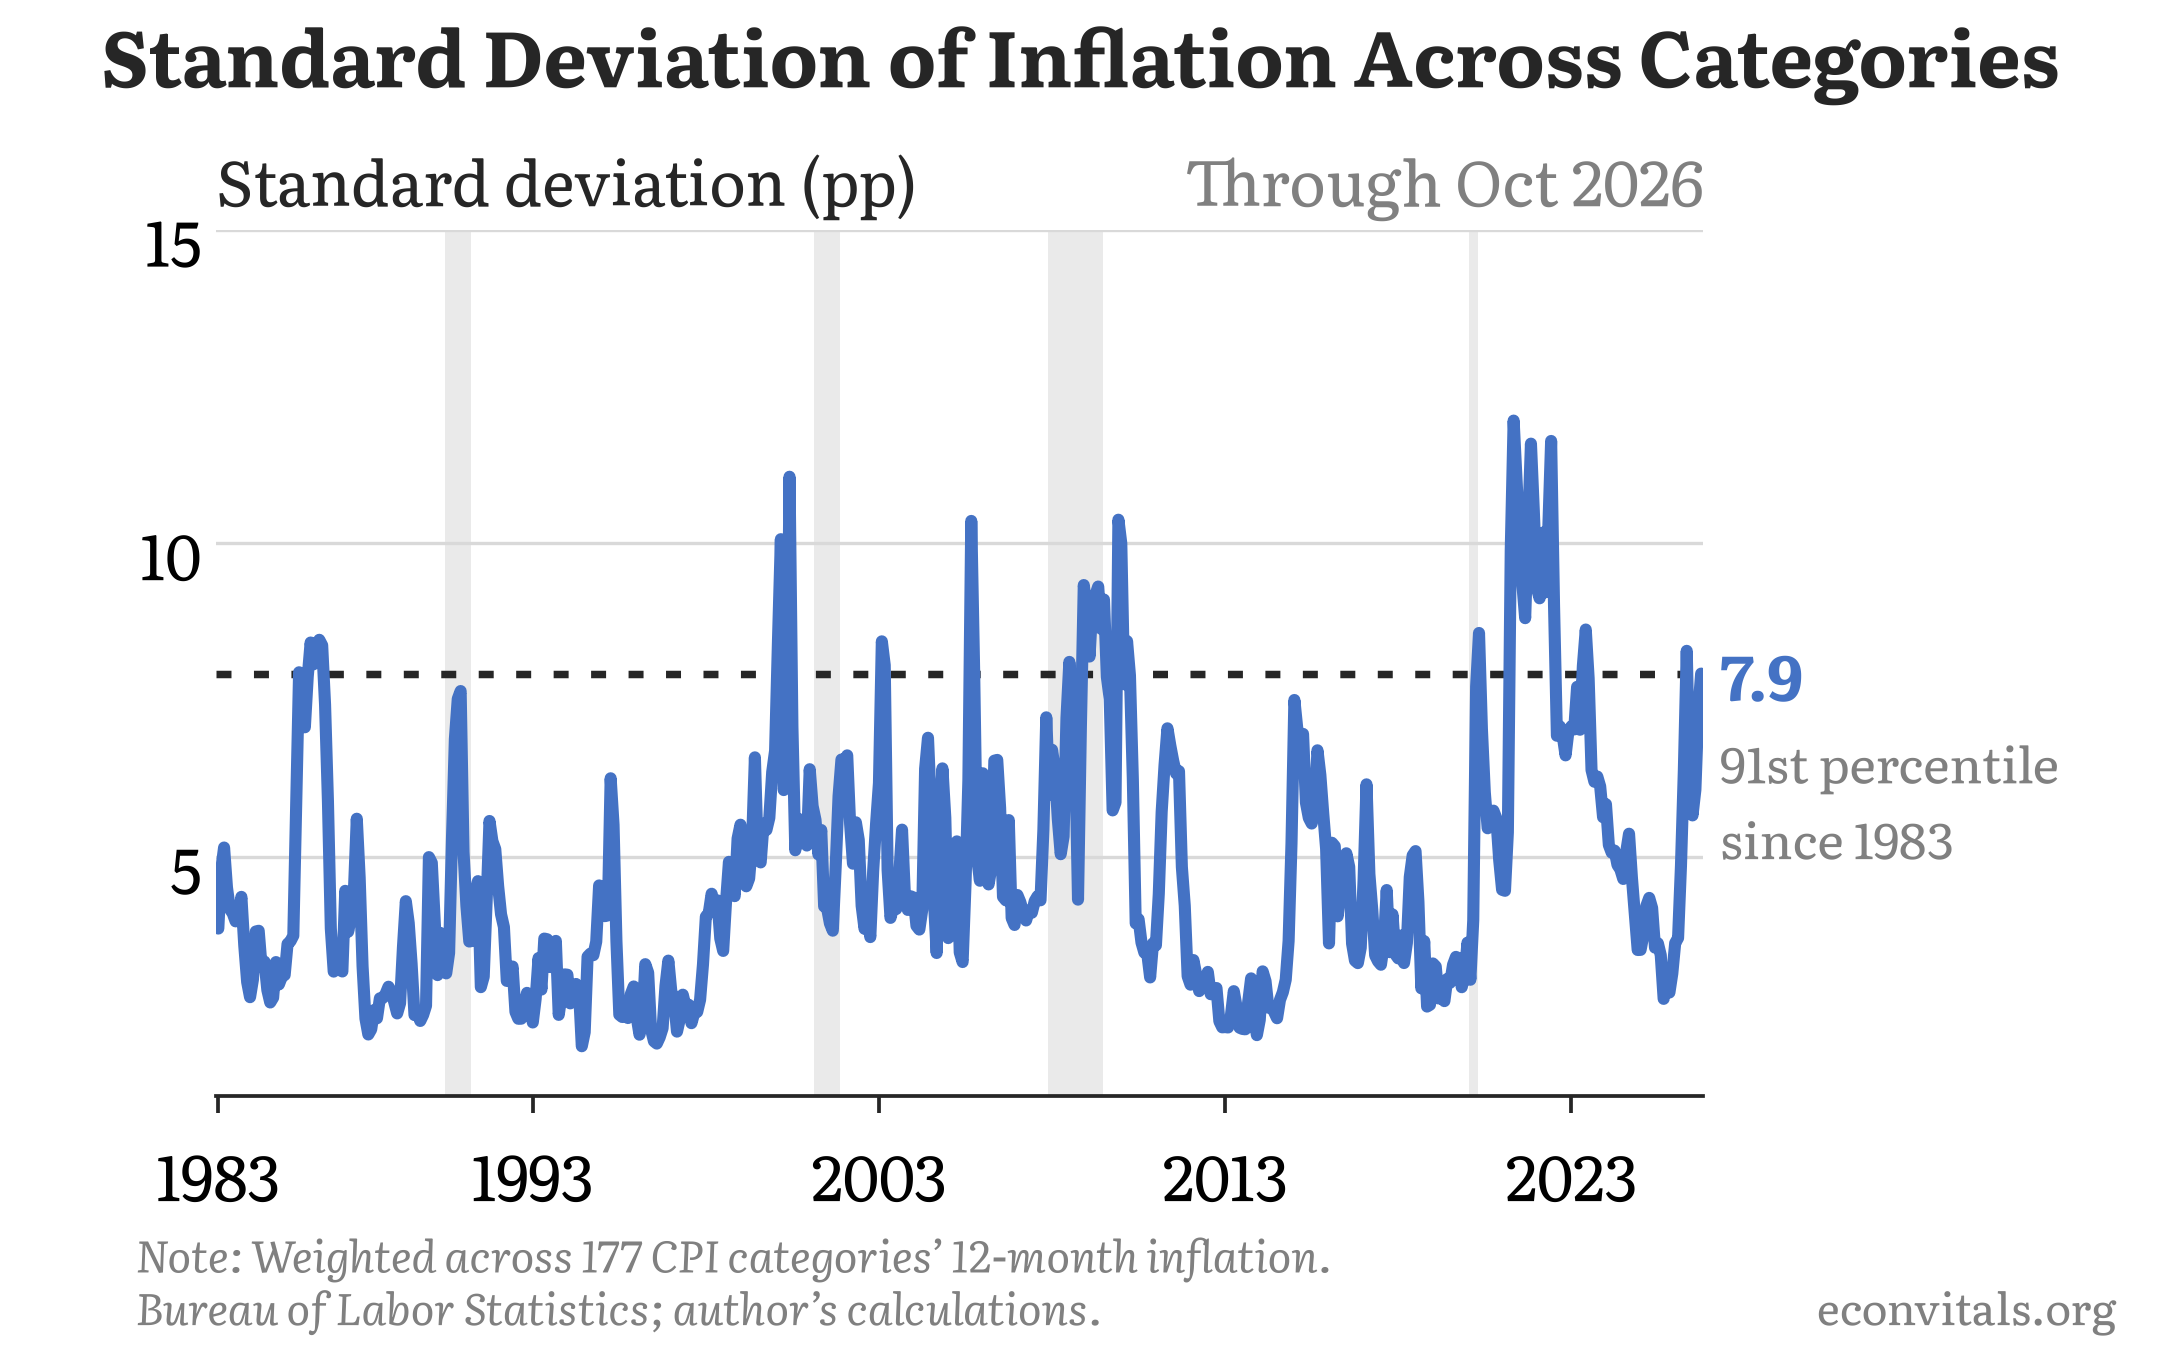 Standard Deviation of Inflation Across Categories
Standard deviation (pp)
Through Oct 2026
15
10
5
7.9
91st percentile
since 1983
1983 1993 2003 2013 2023
Note: Weighted across 177 CPI categories’ 12-month inflation.
Bureau of Labor Statistics; author’s calculations.
econvitals.org